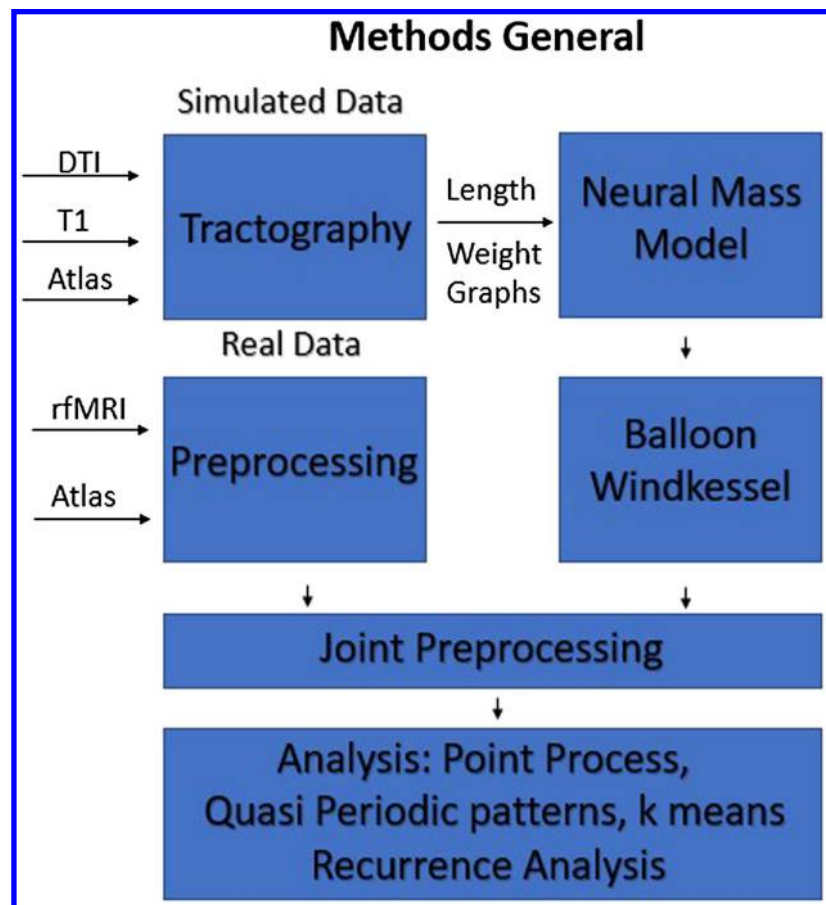 Methods General
Simulated Data
DTI
T1
Atlas
Tractography
Length
Weight
Graphs
Neural Mass
Model
Real Data
rfMRI
Atlas
Preprocessing
Balloon
Windkessel
Joint Preprocessing
Analysis: Point Process,
Quasi Periodic patterns, k means
Recurrence Analysis